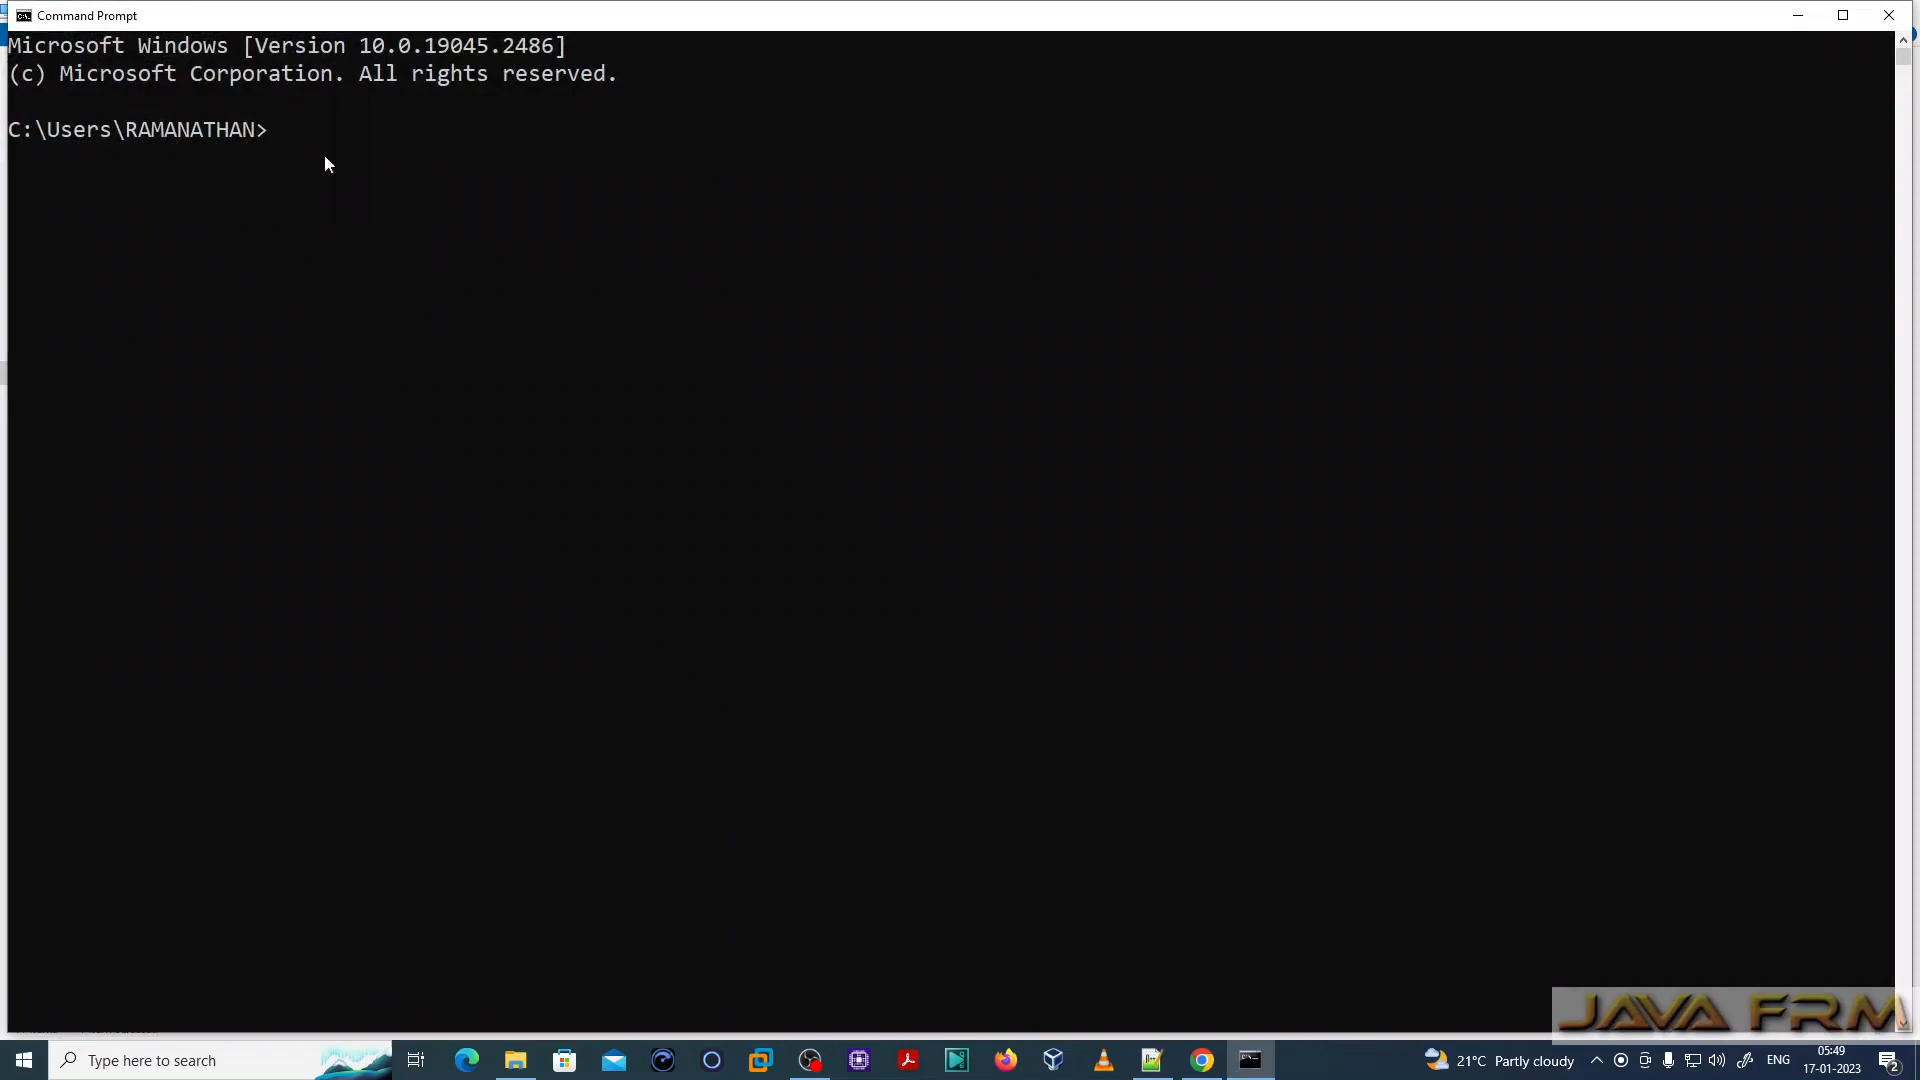 Command Prompt
Microsoft Windows [Version 10.0.19045.2486]
(c) Microsoft Corporation. All rights reserved.
C:\Users\RAMANATHAN>
JAVA FRM
Type here to search
21°C Partly cloudy
ENG
05:49
17-01-2023
2